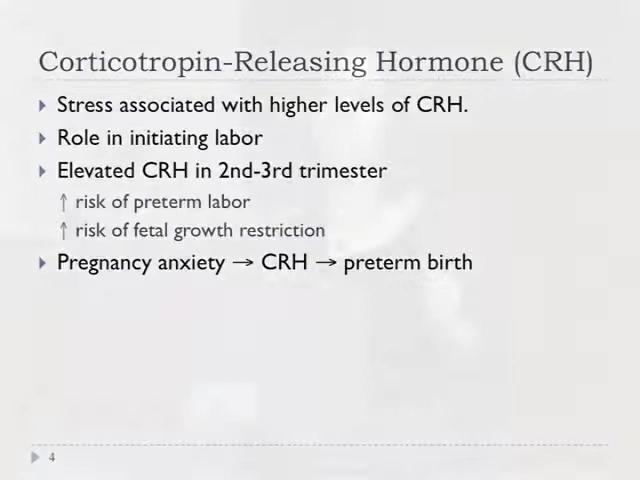 Corticotropin-Releasing Hormone (CRH)
Stress associated with higher levels of CRH.
Role in initiating labor
Elevated CRH in 2nd-3rd trimester
↑ risk of preterm labor
↑ risk of fetal growth restriction
Pregnancy anxiety → CRH → preterm birth
4